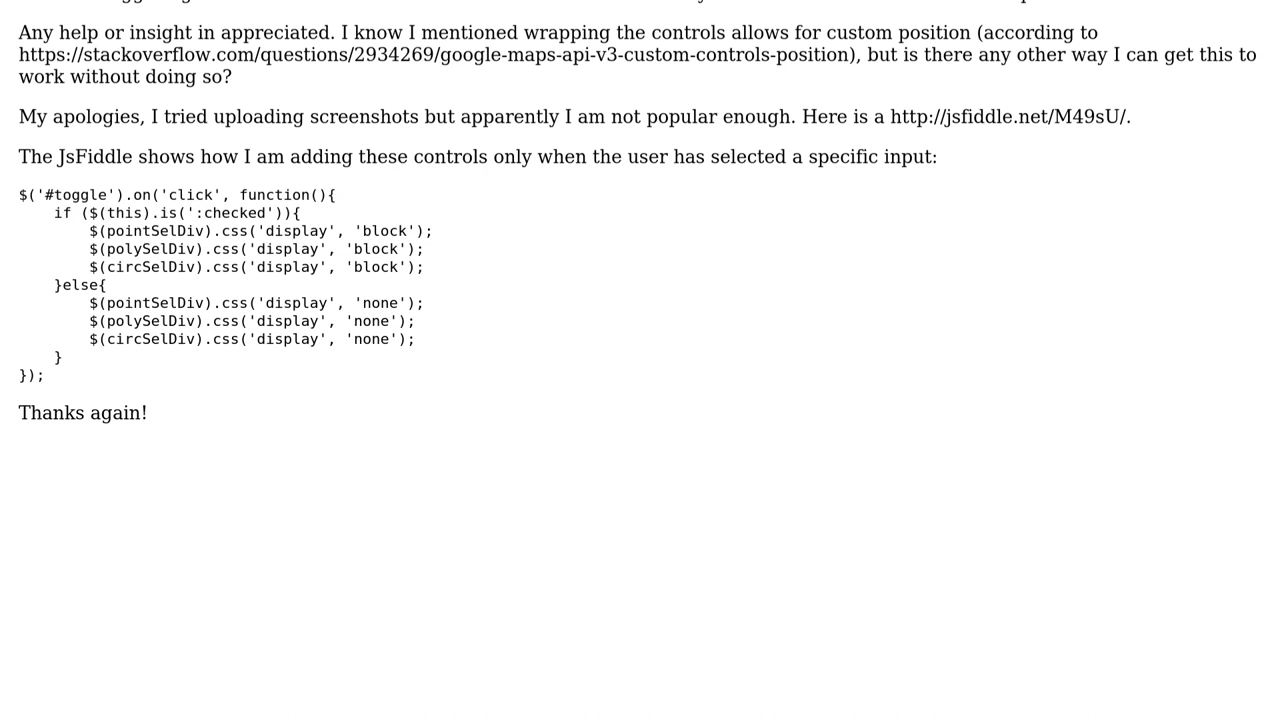 Any help or insight in appreciated. I know I mentioned wrapping the controls allows for custom position (according to
https://stackoverflow.com/questions/2934269/google-maps-api-v3-custom-controls-position), but is there any other way I can get this to
work without doing so?
My apologies, I tried uploading screenshots but apparently I am not popular enough. Here is a http://jsfiddle.net/M49sU/.
The JsFiddle shows how I am adding these controls only when the user has selected a specific input:
$('#toggle').on('click', function(){
    if ($(this).is(':checked')){
        $(pointSelDiv).css('display', 'block');
        $(polySelDiv).css('display', 'block');
        $(circSelDiv).css('display', 'block');
    }else{
        $(pointSelDiv).css('display', 'none');
        $(polySelDiv).css('display', 'none');
        $(circSelDiv).css('display', 'none');
    }
});
Thanks again!